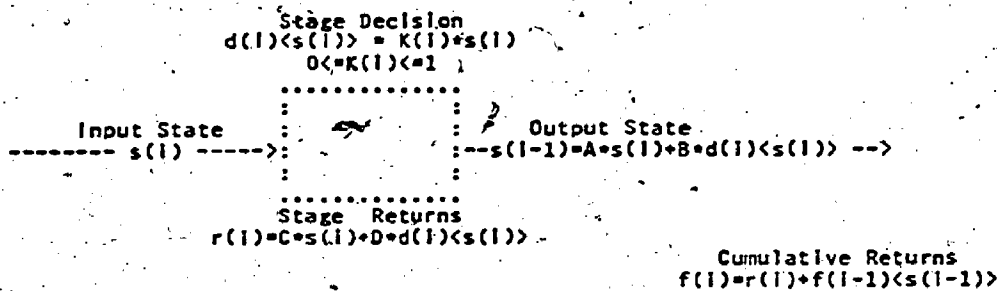 Stage Decision
d(i)<s(i)> = K(i)*s(i)
0<=K(i)<=1
Input State
-------- s(i) ----->:
Output State
:--s(i-1)=A*s(i)+B*d(i)<s(i)> -->
Stage Returns
r(i)=C*s(i)+D*d(i)<s(i)>
Cumulative Returns
f(i)=r(i)+f(i-1)<s(i-1)>